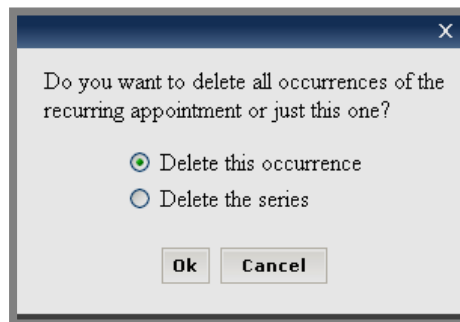 X
Do you want to delete all occurrences of the
recurring appointment or just this one?
Delete this occurrence
Delete the series
Ok Cancel